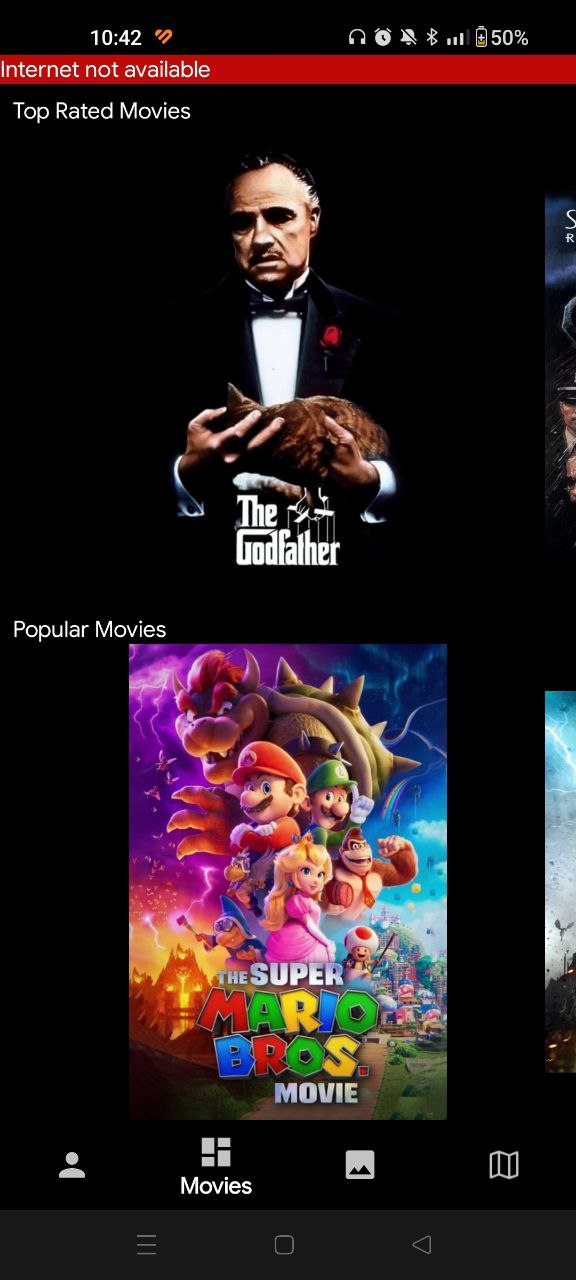 10:42
50%
Internet not available
Top Rated Movies
The
Godfather
Popular Movies
THE SUPER
MARIO
BROS.
MOVIE
Movies